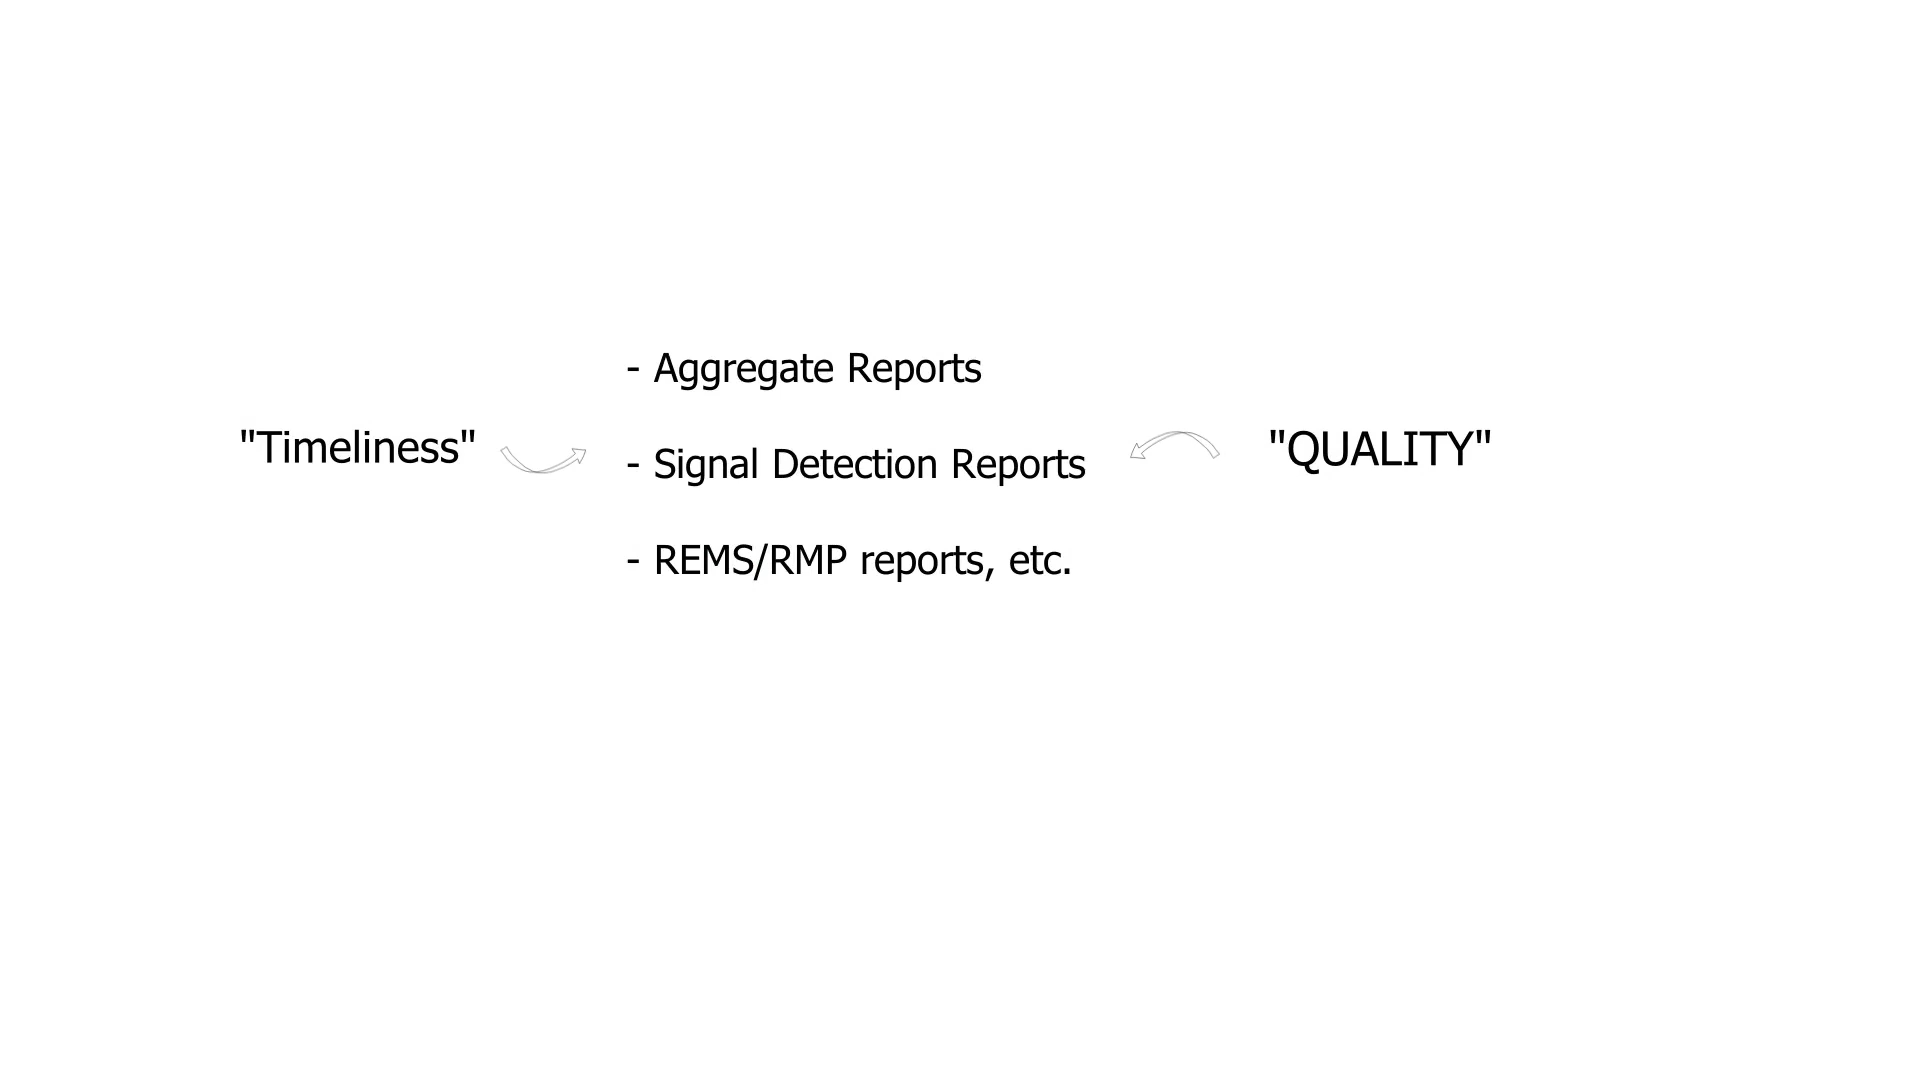 - Aggregate Reports
"Timeliness"
- Signal Detection Reports
"QUALITY"
- REMS/RMP reports, etc.